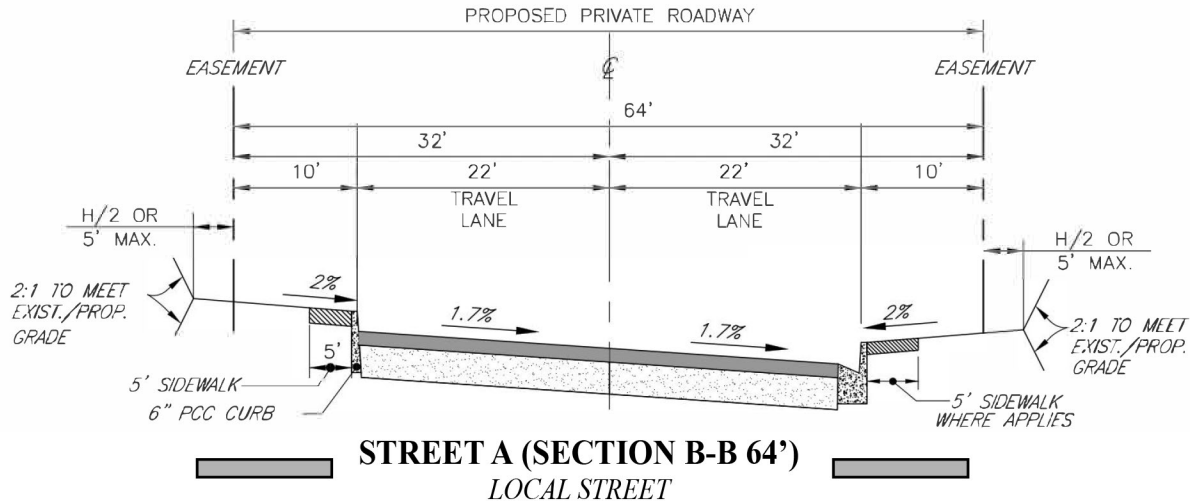 PROPOSED PRIVATE ROADWAY
EASEMENT
℄
EASEMENT
64'
32'
32'
10'
22'
22'
10'
TRAVEL
LANE
TRAVEL
LANE
H/2 OR
5' MAX.
H/2 OR
5' MAX.
2:1 TO MEET
EXIST./PROP.
GRADE
2%
1.7%
1.7%
2%
2:1 TO MEET
EXIST./PROP.
GRADE
5'
5' SIDEWALK
6" PCC CURB
5' SIDEWALK
WHERE APPLIES
STREET A (SECTION B-B 64')
LOCAL STREET